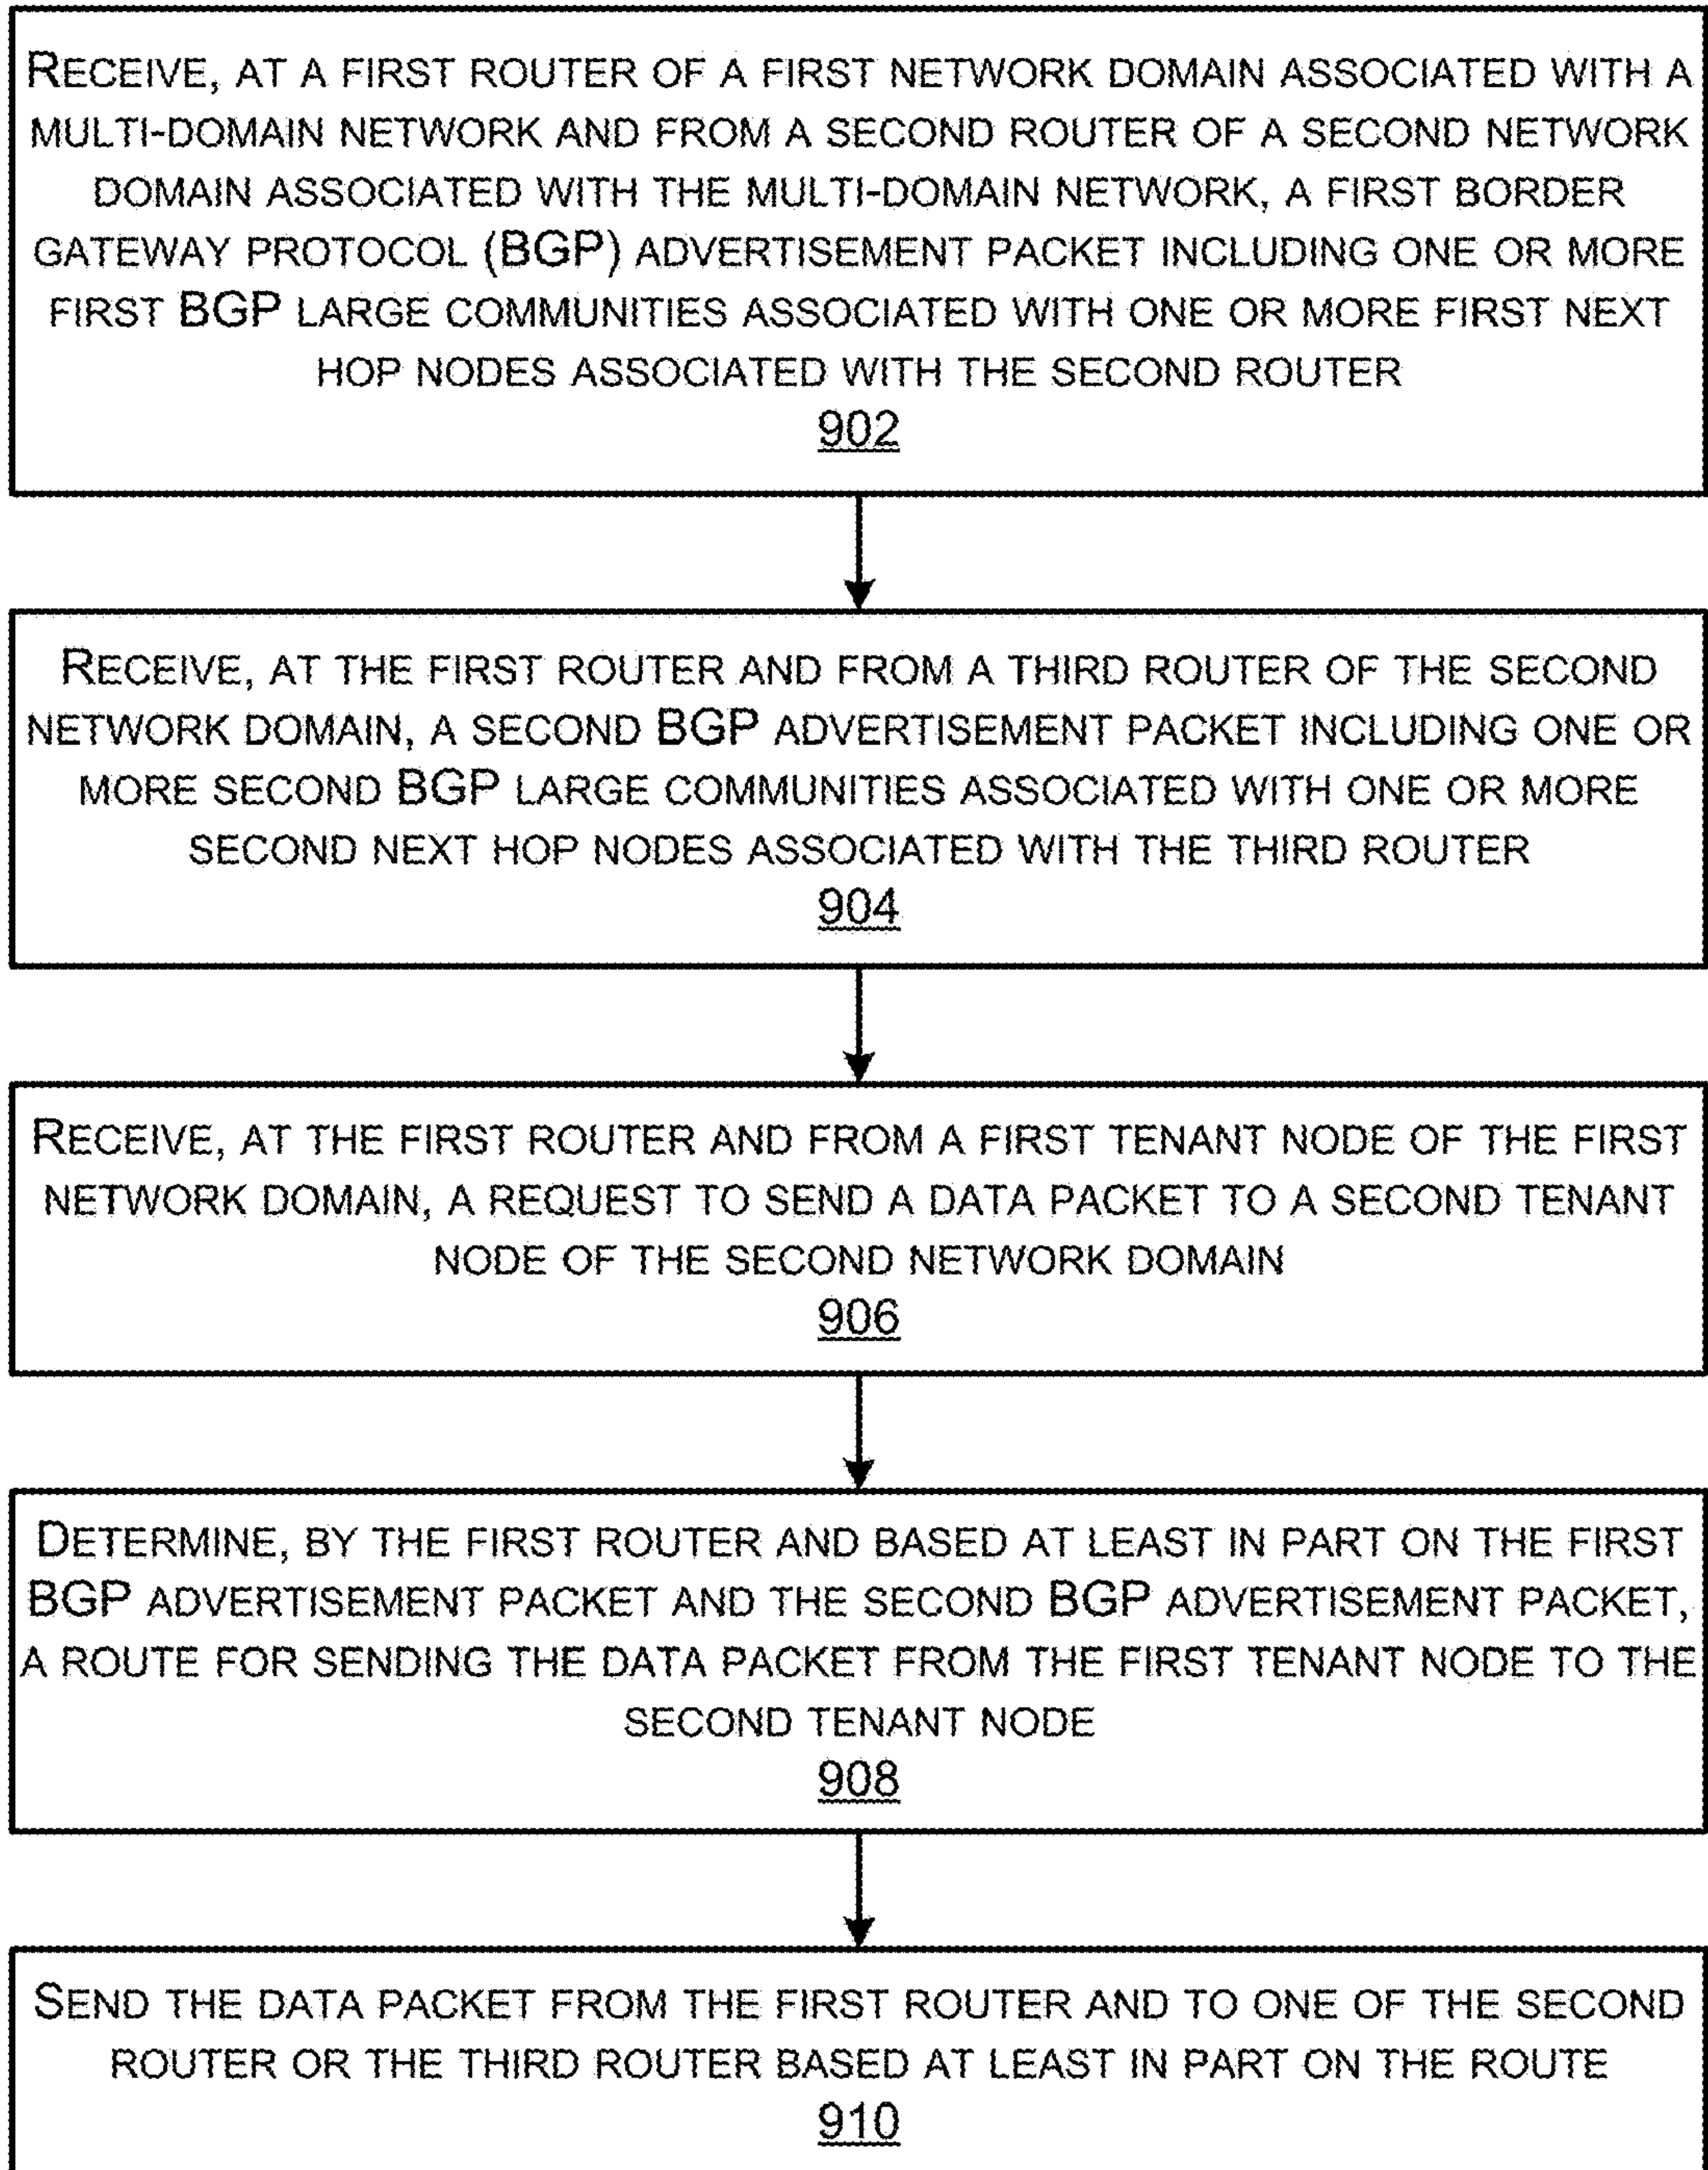 RECEIVE, AT A FIRST ROUTER OF A FIRST NETWORK DOMAIN ASSOCIATED WITH A
MULTI-DOMAIN NETWORK AND FROM A SECOND ROUTER OF A SECOND NETWORK
DOMAIN ASSOCIATED WITH THE MULTI-DOMAIN NETWORK, A FIRST BORDER
GATEWAY PROTOCOL (BGP) ADVERTISEMENT PACKET INCLUDING ONE OR MORE
FIRST BGP LARGE COMMUNITIES ASSOCIATED WITH ONE OR MORE FIRST NEXT
HOP NODES ASSOCIATED WITH THE SECOND ROUTER
902
RECEIVE, AT THE FIRST ROUTER AND FROM A THIRD ROUTER OF THE SECOND
NETWORK DOMAIN, A SECOND BGP ADVERTISEMENT PACKET INCLUDING ONE OR
MORE SECOND BGP LARGE COMMUNITIES ASSOCIATED WITH ONE OR MORE
SECOND NEXT HOP NODES ASSOCIATED WITH THE THIRD ROUTER
904
RECEIVE, AT THE FIRST ROUTER AND FROM A FIRST TENANT NODE OF THE FIRST
NETWORK DOMAIN, A REQUEST TO SEND A DATA PACKET TO A SECOND TENANT
NODE OF THE SECOND NETWORK DOMAIN
906
DETERMINE, BY THE FIRST ROUTER AND BASED AT LEAST IN PART ON THE FIRST
BGP ADVERTISEMENT PACKET AND THE SECOND BGP ADVERTISEMENT PACKET,
A ROUTE FOR SENDING THE DATA PACKET FROM THE FIRST TENANT NODE TO THE
SECOND TENANT NODE
908
SEND THE DATA PACKET FROM THE FIRST ROUTER AND TO ONE OF THE SECOND
ROUTER OR THE THIRD ROUTER BASED AT LEAST IN PART ON THE ROUTE
910